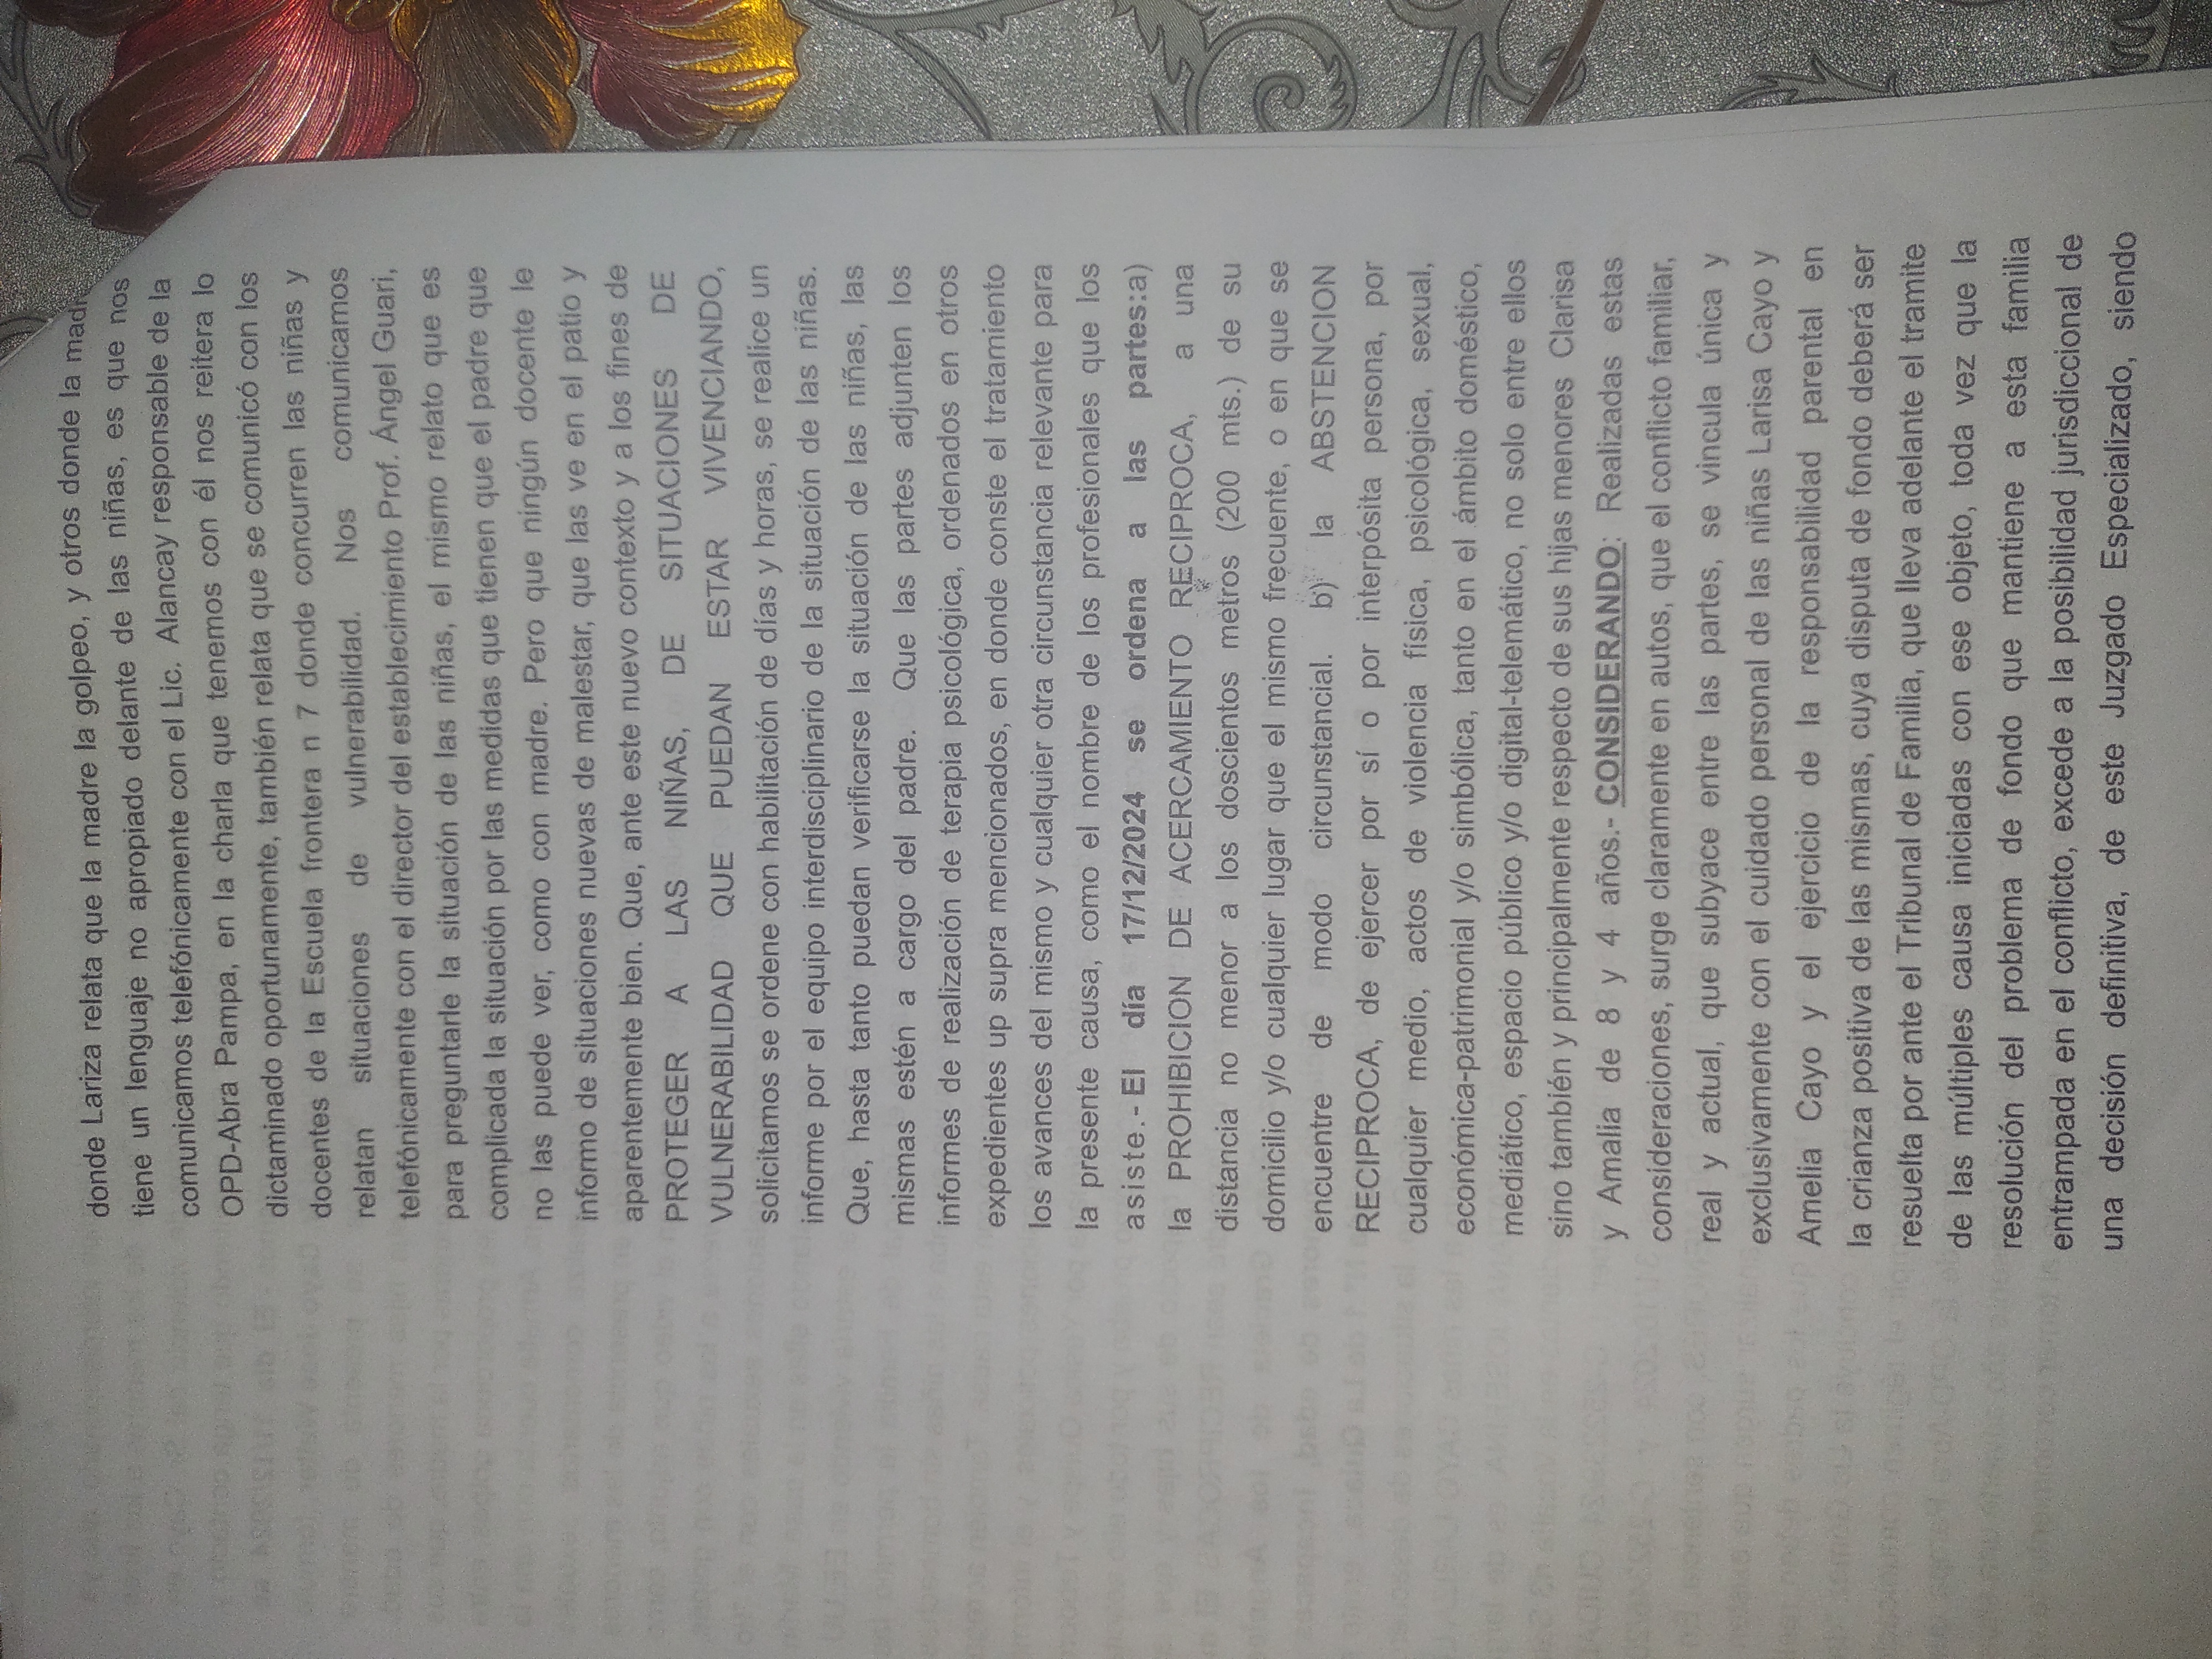 donde Lariza relata que la madre la golpeo, y otros donde la madr
tiene un lenguaje no apropiado delante de las niñas, es que nos
comunicamos telefónicamente con el Lic. Alancay responsable de la
OPD-Abra Pampa, en la charla que tenemos con él nos reitera lo
dictaminado oportunamente, también relata que se comunicó con los
docentes de la Escuela frontera n 7 donde concurren las niñas y
relatan situaciones de vulnerabilidad. Nos comunicamos
telefónicamente con el director del establecimiento Prof. Ángel Guari,
para preguntarle la situación de las niñas, el mismo relato que es
complicada la situación por las medidas que tienen que el padre que
no las puede ver, como con madre. Pero que ningún docente le
informo de situaciones nuevas de malestar, que las ve en el patio y
aparentemente bien. Que, ante este nuevo contexto y a los fines de
PROTEGER A LAS NIÑAS, DE SITUACIONES DE
VULNERABILIDAD QUE PUEDAN ESTAR VIVENCIANDO,
solicitamos se ordene con habilitación de días y horas, se realice un
informe por el equipo interdisciplinario de la situación de las niñas.
Que, hasta tanto puedan verificarse la situación de las niñas, las
mismas estén a cargo del padre. Que las partes adjunten los
informes de realización de terapia psicológica, ordenados en otros
expedientes up supra mencionados, en donde conste el tratamiento
los avances del mismo y cualquier otra circunstancia relevante para
la presente causa, como el nombre de los profesionales que los
asiste.- El día 17/12/2024 se ordena a las partes:a)
la PROHIBICION DE ACERCAMIENTO RECIPROCA, a una
distancia no menor a los doscientos metros (200 mts.) de su
domicilio y/o cualquier lugar que el mismo frecuente, o en que se
encuentre de modo circunstancial. b) la ABSTENCION
RECIPROCA, de ejercer por sí o por interpósita persona, por
cualquier medio, actos de violencia física, psicológica, sexual,
económica-patrimonial y/o simbólica, tanto en el ámbito doméstico,
mediático, espacio público y/o digital-telemático, no solo entre ellos
sino también y principalmente respecto de sus hijas menores Clarisa
y Amalia de 8 y 4 años.- CONSIDERANDO: Realizadas estas
consideraciones, surge claramente en autos, que el conflicto familiar,
real y actual, que subyace entre las partes, se vincula única y
exclusivamente con el cuidado personal de las niñas Larisa Cayo y
Amelia Cayo y el ejercicio de la responsabilidad parental en
la crianza positiva de las mismas, cuya disputa de fondo deberá ser
resuelta por ante el Tribunal de Familia, que lleva adelante el tramite
de las múltiples causa iniciadas con ese objeto, toda vez que la
resolución del problema de fondo que mantiene a esta familia
entrampada en el conflicto, excede a la posibilidad jurisdiccional de
una decisión definitiva, de este Juzgado Especializado, siendo